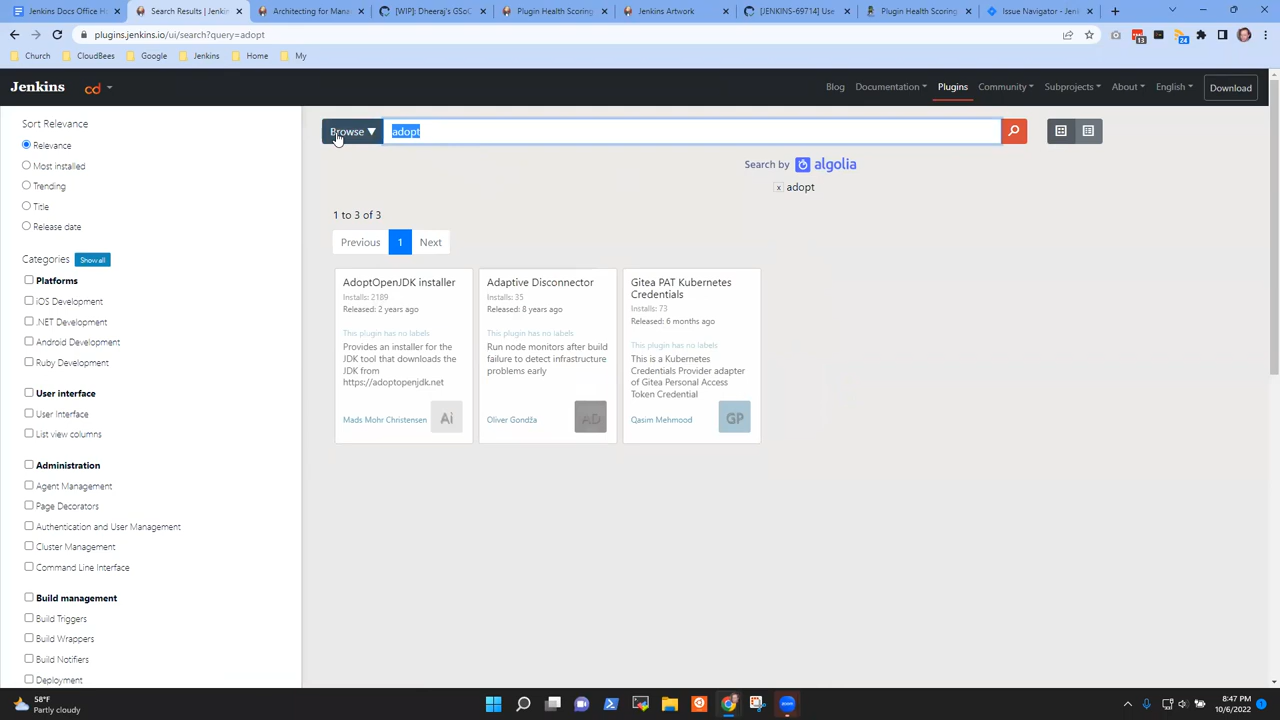 Jenkins Docs Office H
Search Results | Jenkin
Architecting for Mana
[WIP]: Dheeraj's GSoC
Plugin Health Scoring
Jenkins Artwork
[JENKINS-69714] Use
Plugin Health Scoring
Issue Navigator - Jen
plugins.jenkins.io/ui/search?query=adopt
13
24
Church
CloudBees
Google
Jenkins
Home
My
Jenkins
cd
Blog
Documentation
Plugins
Community
Subprojects
About
English
Download
Sort Relevance
Relevance
Most installed
Trending
Title
Release date
Categories Show all
Platforms
iOS Development
.NET Development
Android Development
Ruby Development
User interface
User Interface
List view columns
Administration
Agent Management
Page Decorators
Authentication and User Management
Cluster Management
Command Line Interface
Build management
Build Triggers
Build Wrappers
Build Notifiers
Deployment
Browse ▼ adopt
Search by algolia
x adopt
1 to 3 of 3
Previous 1 Next
AdoptOpenJDK installer
Installs: 2189
Released: 2 years ago
This plugin has no labels
Provides an installer for the
JDK tool that downloads the
JDK from
https://adoptopenjdk.net
Mads Mohr Christensen
Ai
Adaptive Disconnector
Installs: 35
Released: 8 years ago
This plugin has no labels
Run node monitors after build
failure to detect infrastructure
problems early
Oliver Gondža
AD
Gitea PAT Kubernetes
Credentials
Installs: 73
Released: 6 months ago
This plugin has no labels
This is a Kubernetes
Credentials Provider adapter
of Gitea Personal Access
Token Credential
Qasim Mehmood
GP
58°F
Partly cloudy
8:47 PM
10/6/2022